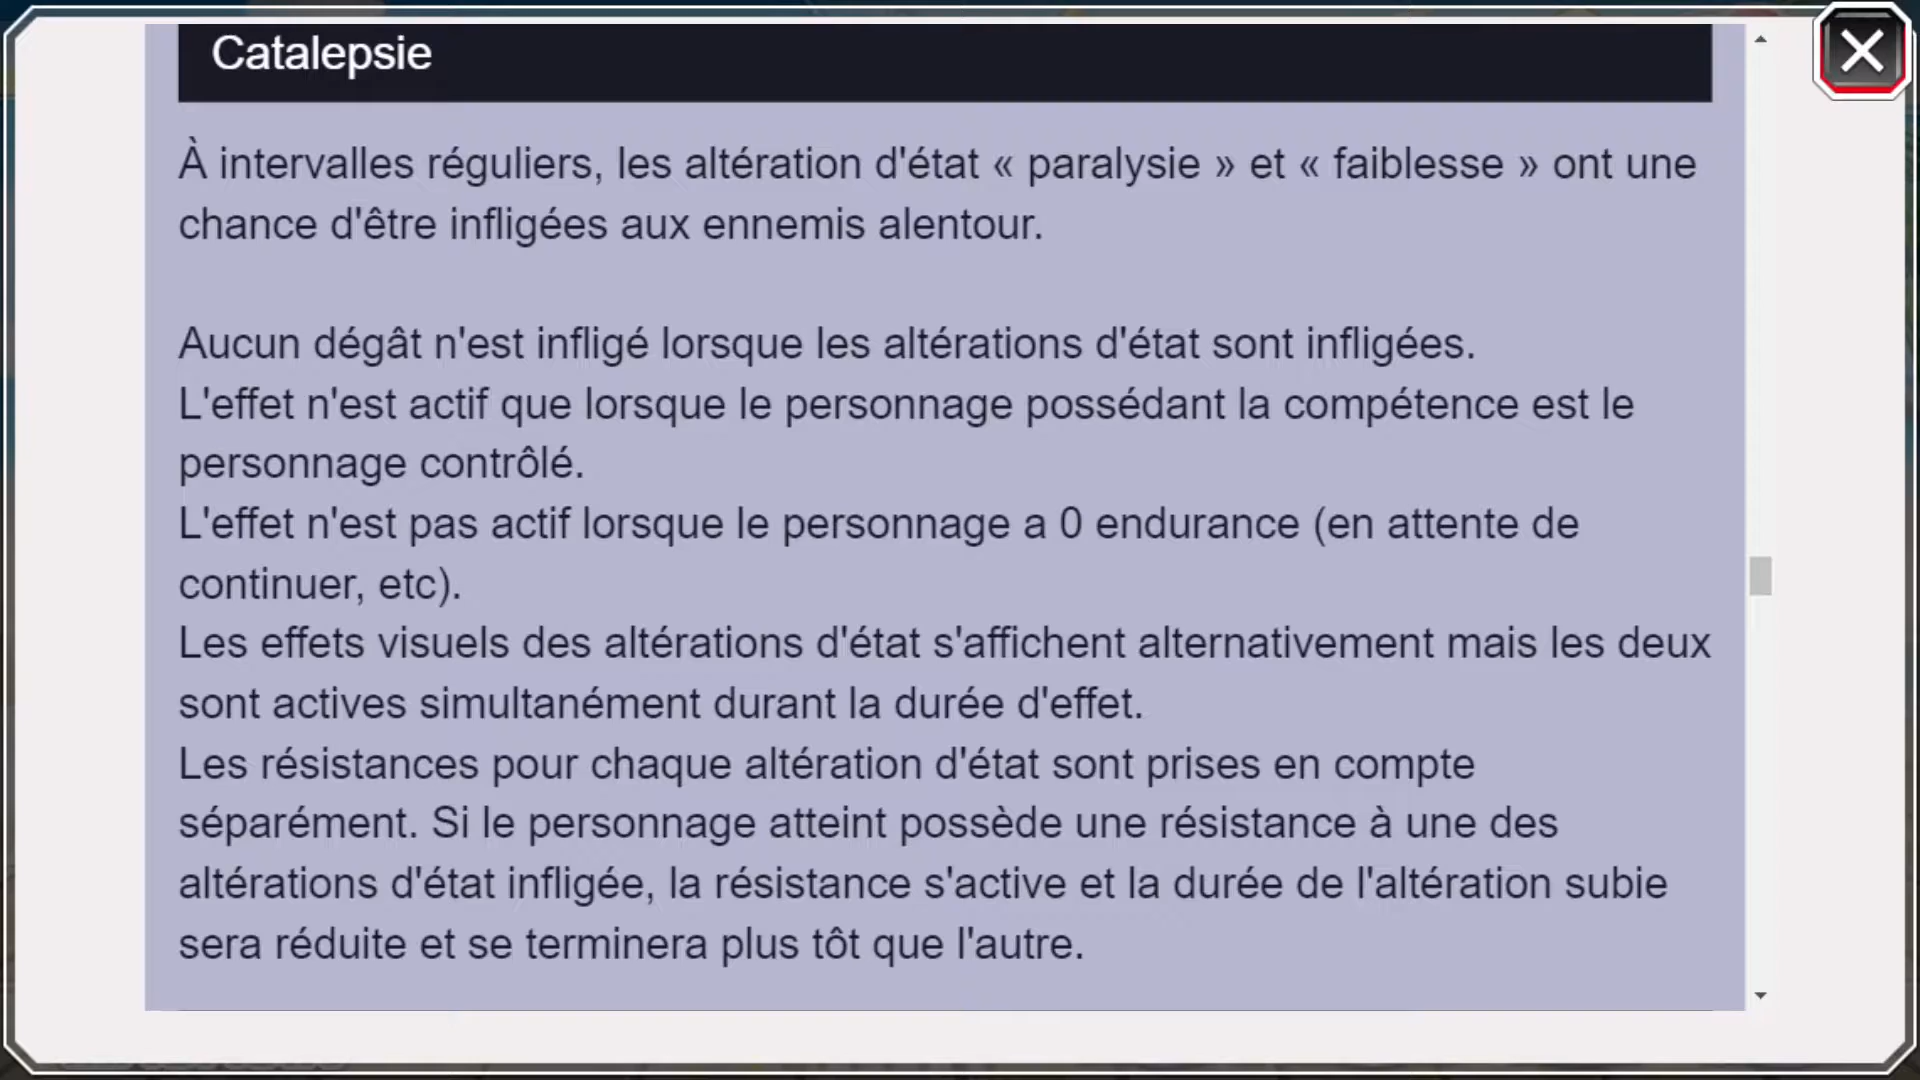 Catalepsie
À intervalles réguliers, les altération d'état « paralysie » et « faiblesse » ont une
chance d'être infligées aux ennemis alentour.
Aucun dégât n'est infligé lorsque les altérations d'état sont infligées.
L'effet n'est actif que lorsque le personnage possédant la compétence est le
personnage contrôlé.
L'effet n'est pas actif lorsque le personnage a 0 endurance (en attente de
continuer, etc).
Les effets visuels des altérations d'état s'affichent alternativement mais les deux
sont actives simultanément durant la durée d'effet.
Les résistances pour chaque altération d'état sont prises en compte
séparément. Si le personnage atteint possède une résistance à une des
altérations d'état infligée, la résistance s'active et la durée de l'altération subie
sera réduite et se terminera plus tôt que l'autre.